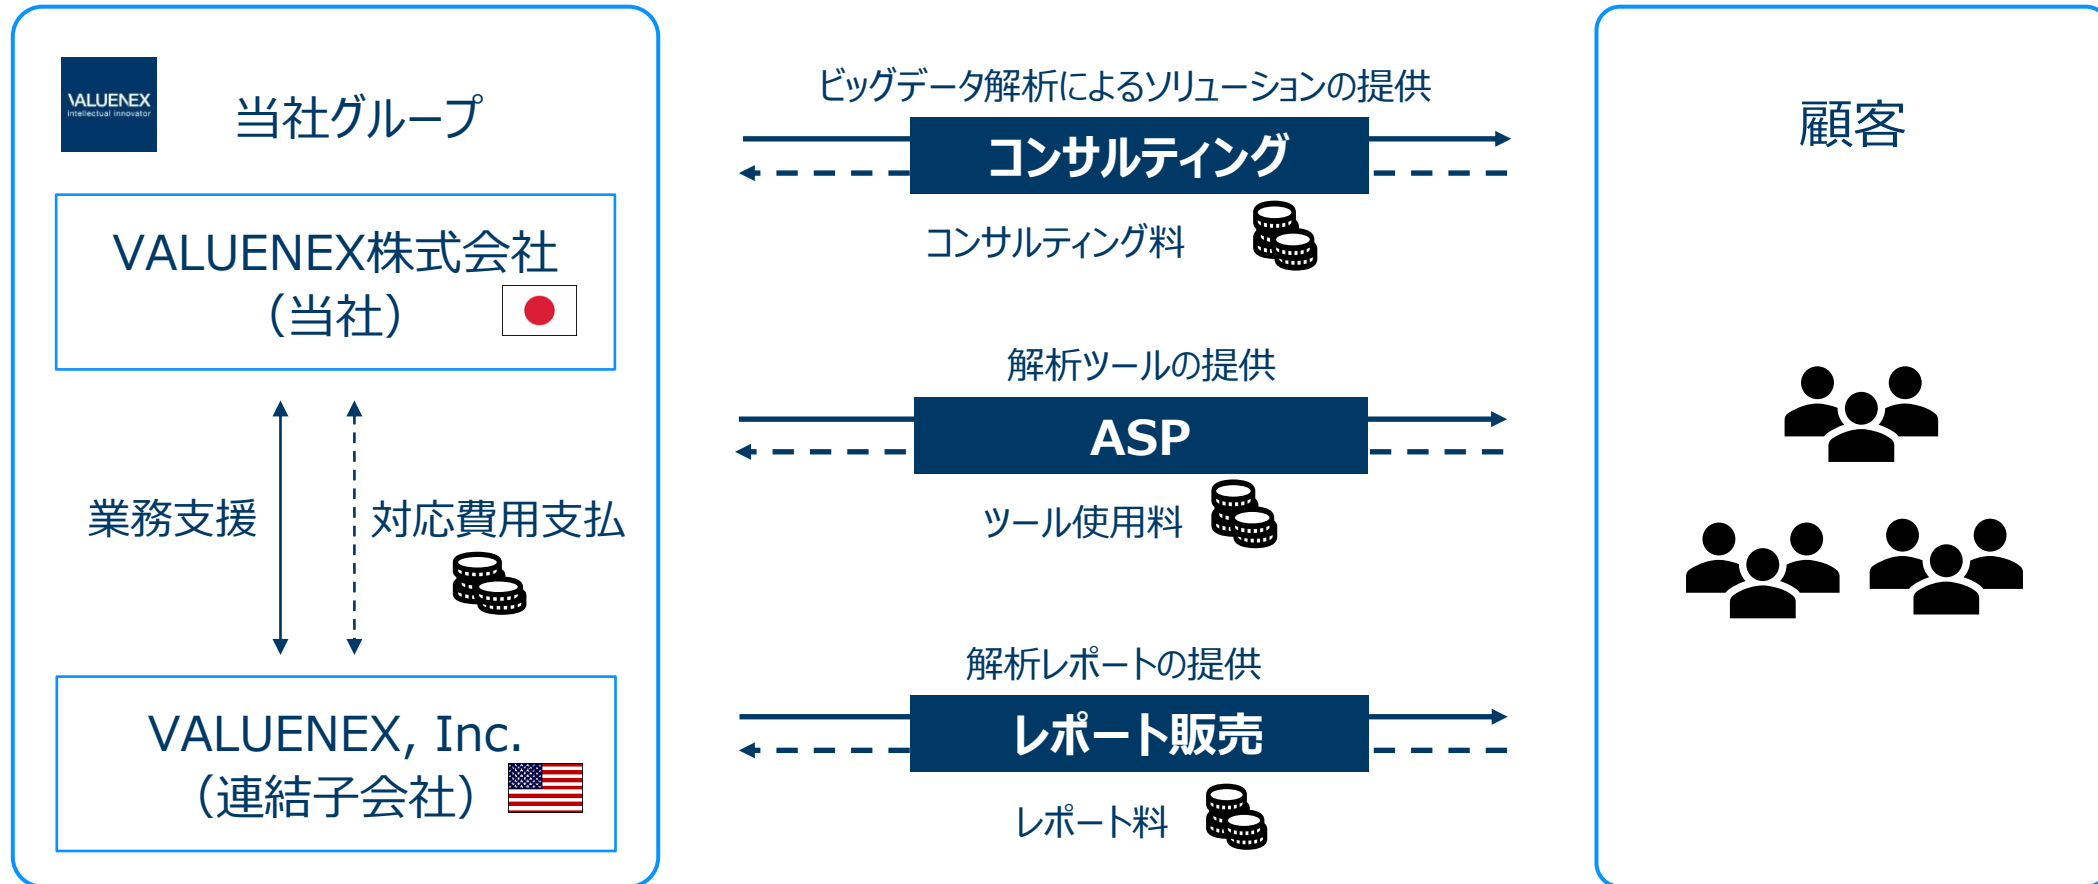 VALUENEX
intellectual innovator
当社グループ
VALUENEX株式会社
（当社）
業務支援
対応費用支払
VALUENEX, Inc.
（連結子会社）
ビッグデータ解析によるソリューションの提供
コンサルティング
コンサルティング料
解析ツールの提供
ASP
ツール使用料
解析レポートの提供
レポート販売
レポート料
顧客